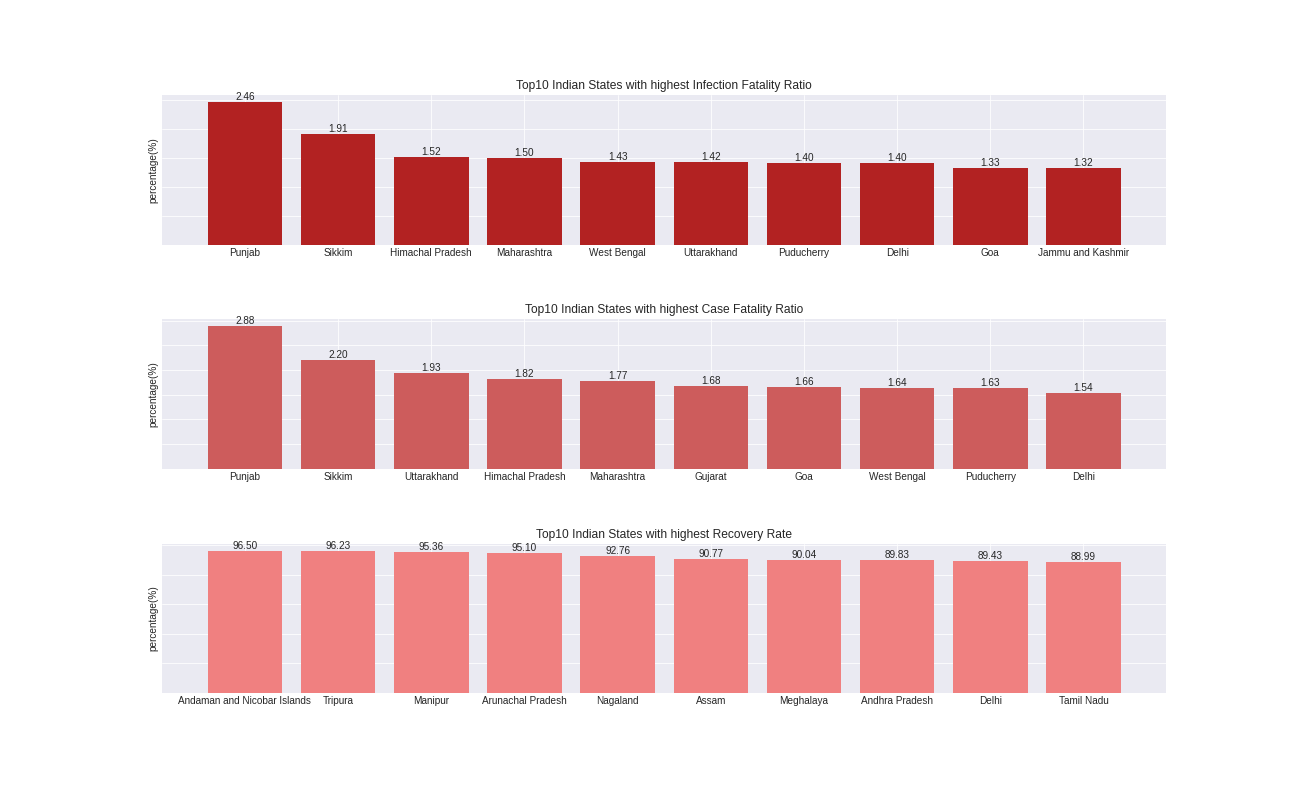 Top10 Indian States with highest Infection Fatality Ratio
percentage(%)
2.46 1.91 1.52 1.50 1.43 1.42 1.40 1.40 1.33 1.32
Punjab Sikkim Himachal Pradesh Maharashtra West Bengal Uttarakhand Puducherry Delhi Goa Jammu and Kashmir
Top10 Indian States with highest Case Fatality Ratio
percentage(%)
2.88 2.20 1.93 1.82 1.77 1.68 1.66 1.64 1.63 1.54
Punjab Sikkim Uttarakhand Himachal Pradesh Maharashtra Gujarat Goa West Bengal Puducherry Delhi
Top10 Indian States with highest Recovery Rate
percentage(%)
96.50 96.23 95.36 95.10 92.76 90.77 90.04 89.83 89.43 88.99
Andaman and Nicobar Islands Tripura Manipur Arunachal Pradesh Nagaland Assam Meghalaya Andhra Pradesh Delhi Tamil Nadu